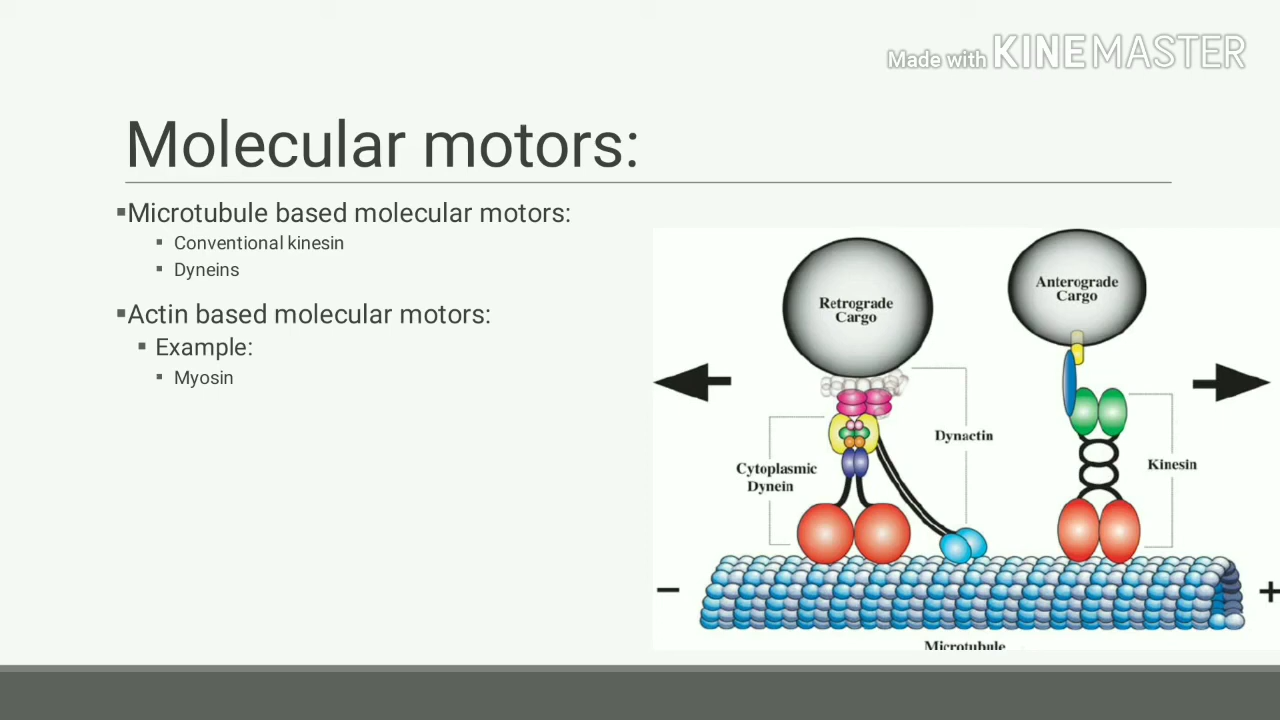 Made with KINEMASTER
Molecular motors:
▪Microtubule based molecular motors:
▪ Conventional kinesin
▪ Dyneins
▪Actin based molecular motors:
▪ Example:
▪ Myosin
Retrograde
Cargo
Anterograde
Cargo
Dynactin
Cytoplasmic
Dynein
Kinesin
− +
Microtubule